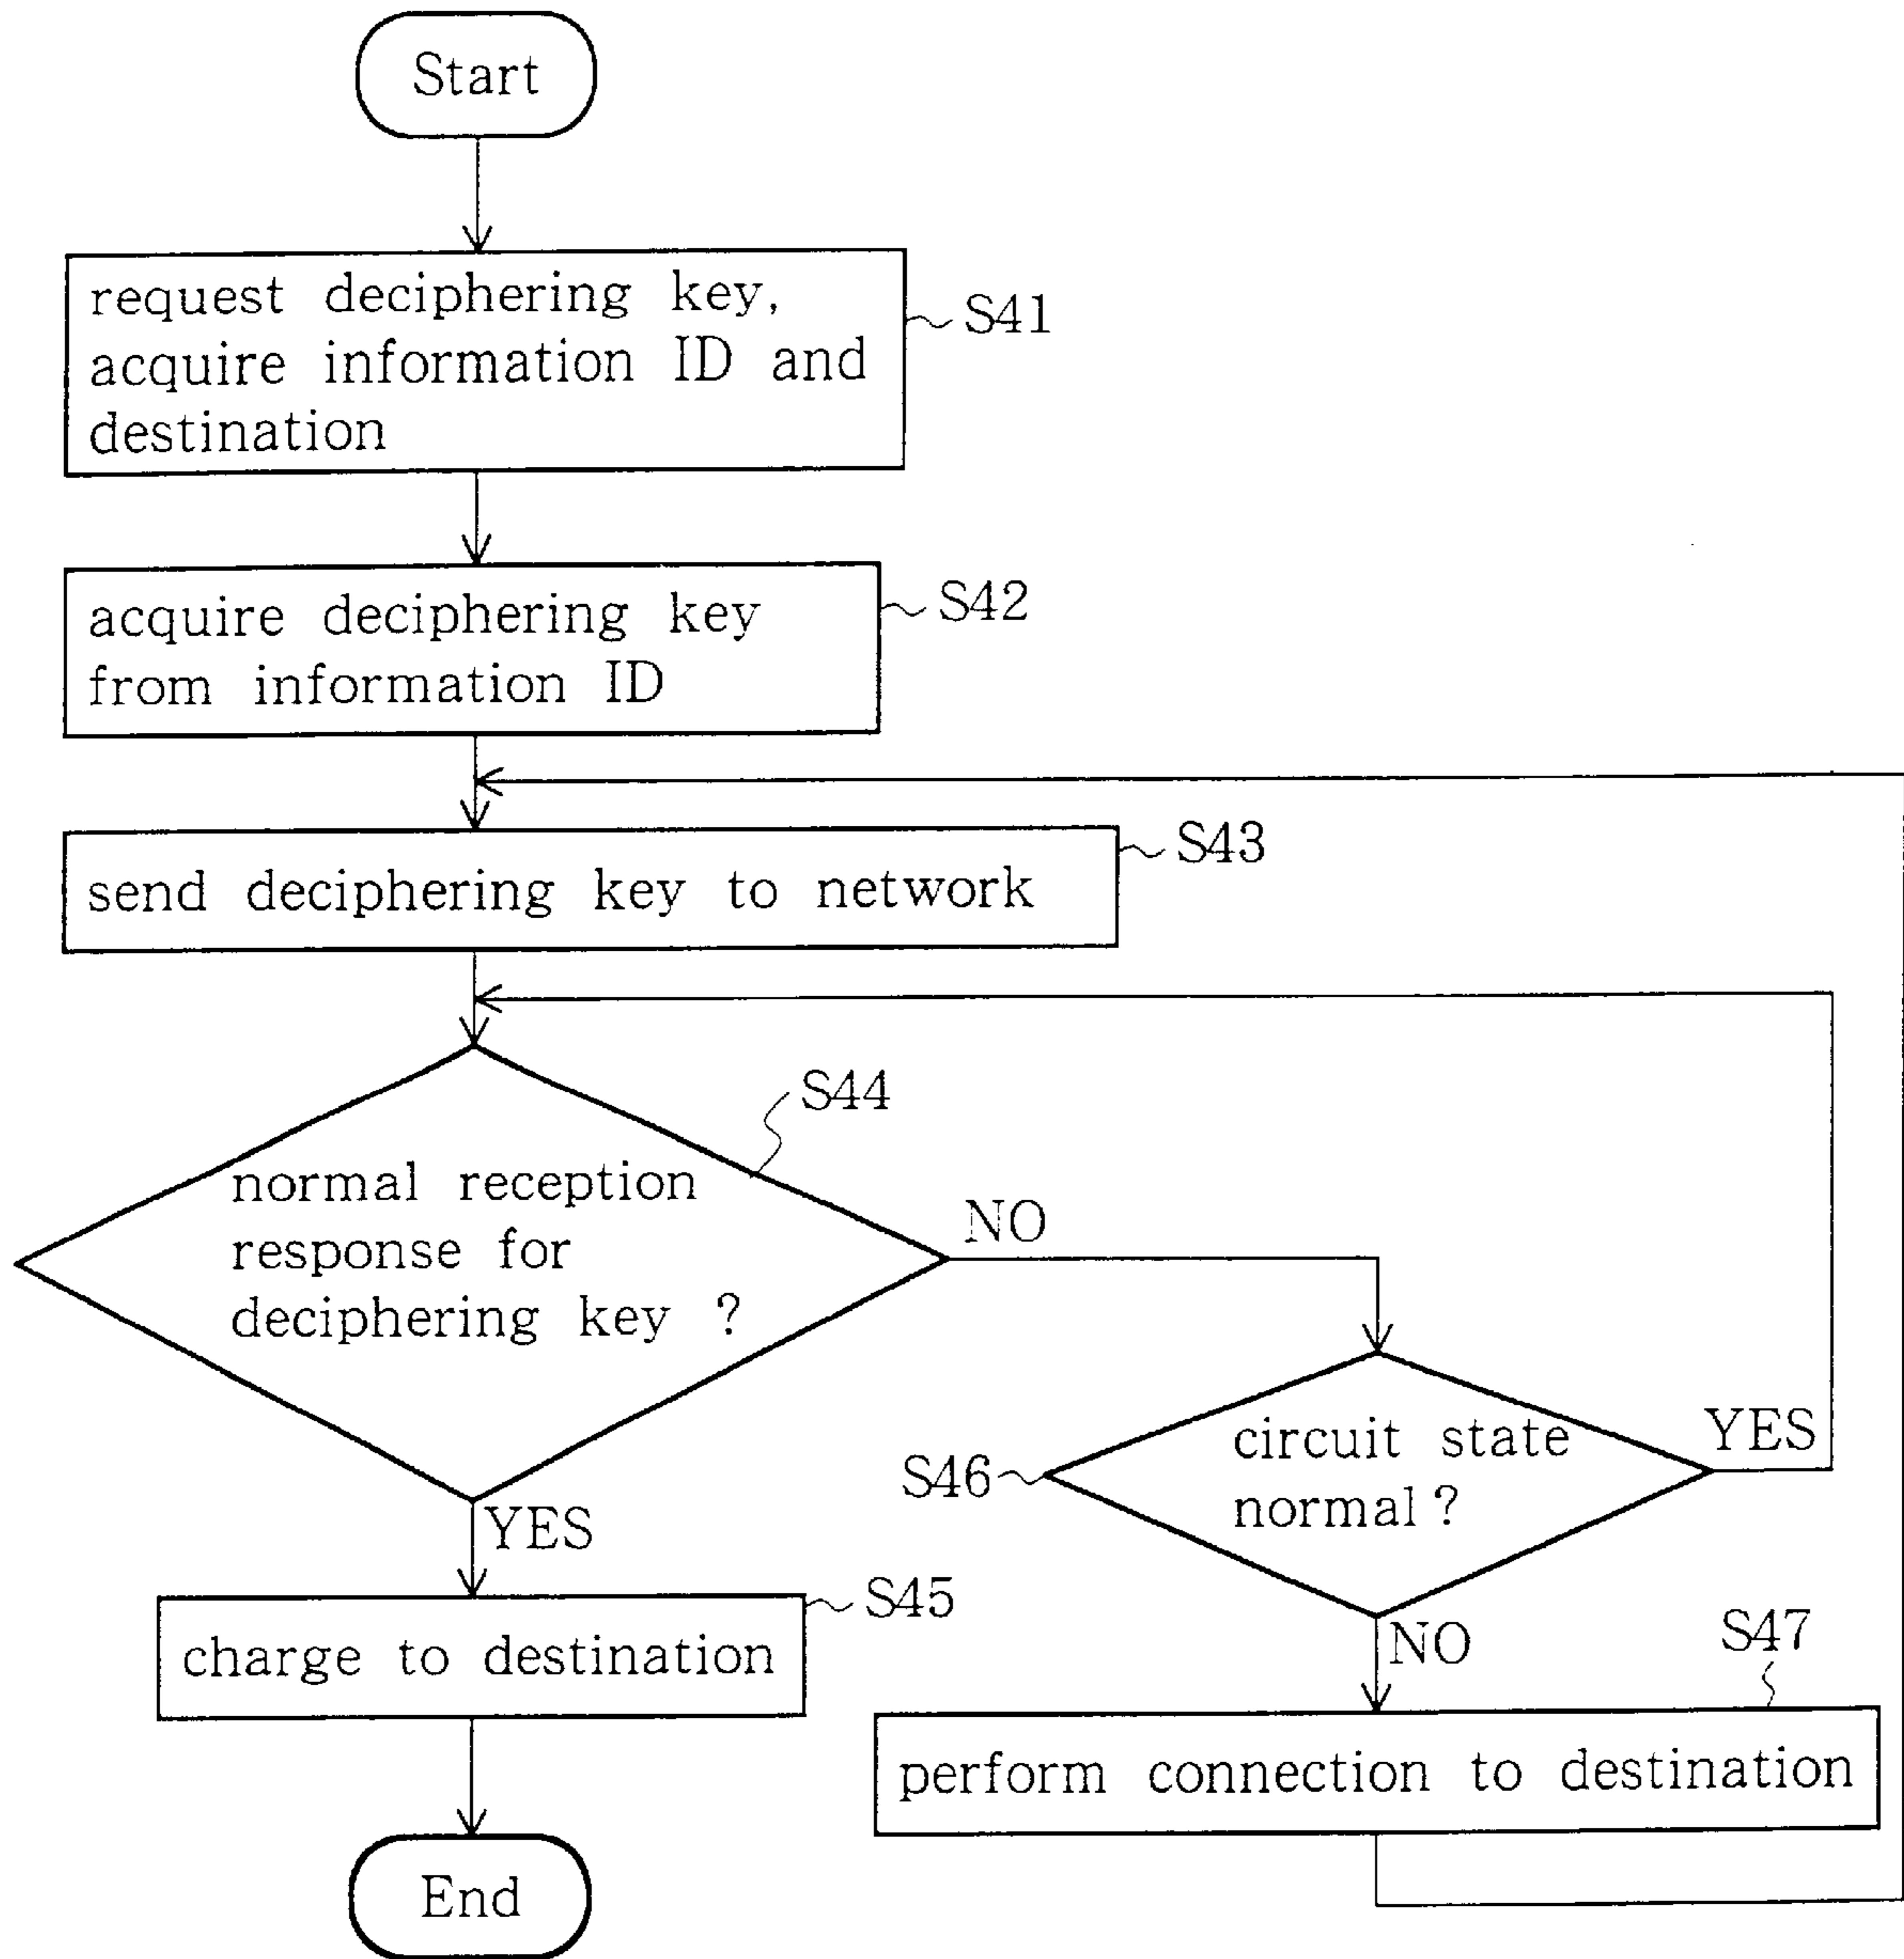 Start
request deciphering key,
acquire information ID and
destination
S41
acquire deciphering key
from information ID
S42
send deciphering key to network
S43
normal reception
response for
deciphering key ?
S44
NO
YES
circuit state
normal ?
S46
YES
NO
charge to destination
S45
perform connection to destination
S47
End